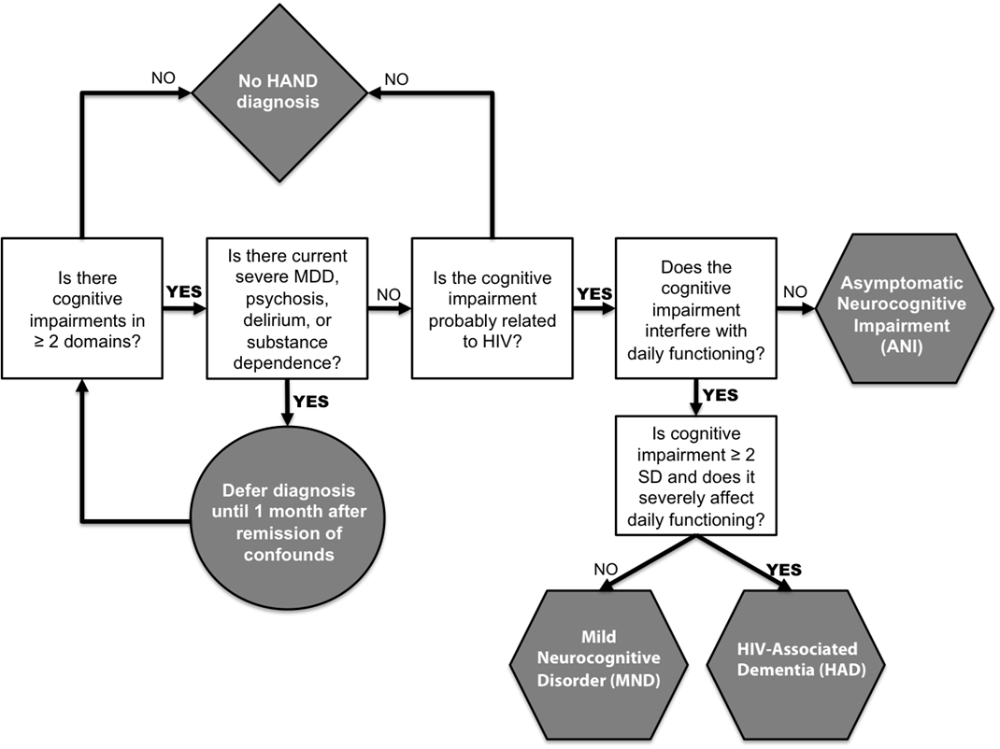 NO
No HAND
diagnosis
NO
Is there
cognitive
impairments in
≥ 2 domains?
YES
Is there current
severe MDD,
psychosis,
delirium, or
substance
dependence?
NO
Is the cognitive
impairment
probably related
to HIV?
YES
Does the
cognitive
impairment
interfere with
daily functioning?
NO
Asymptomatic
Neurocognitive
Impairment
(ANI)
YES
Defer diagnosis
until 1 month after
remission of
confounds
YES
Is cognitive
impairment ≥ 2
SD and does it
severely affect
daily functioning?
NO
YES
Mild
Neurocognitive
Disorder (MND)
HIV-Associated
Dementia (HAD)